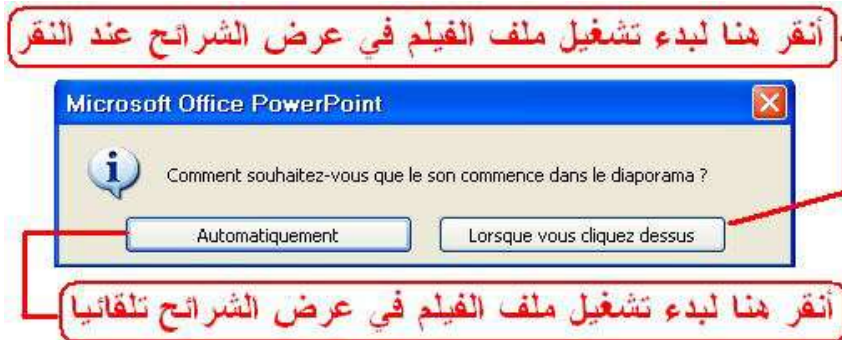 أنقر هنا لبدء تشغيل ملف الفيلم في عرض الشرائح عند النقر
Microsoft Office PowerPoint
Comment souhaitez-vous que le son commence dans le diaporama ?
Automatiquement
Lorsque vous cliquez dessus
أنقر هنا لبدء تشغيل ملف الفيلم في عرض الشرائح تلقائيا